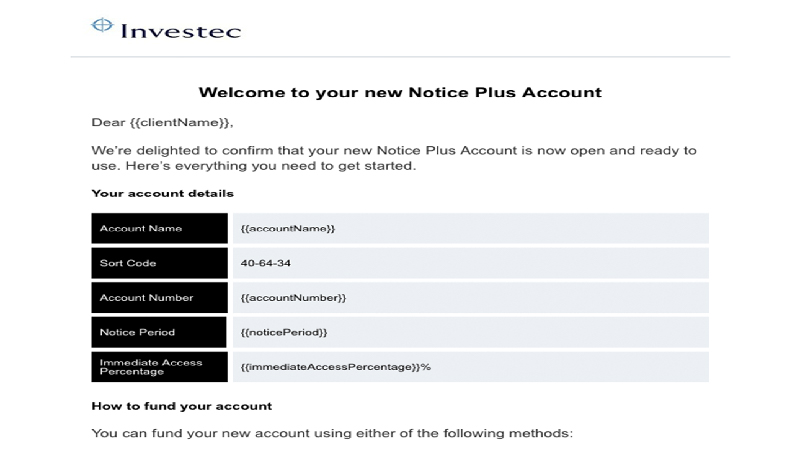 Investec
Welcome to your new Notice Plus Account
Dear {{clientName}},
We're delighted to confirm that your new Notice Plus Account is now open and ready to
use. Here's everything you need to get started.
Your account details
Account Name {{accountName}}
Sort Code 40-64-34
Account Number {{accountNumber}}
Notice Period {{noticePeriod}}
Immediate Access
Percentage {{immediateAccessPercentage}}%
How to fund your account
You can fund your new account using either of the following methods: